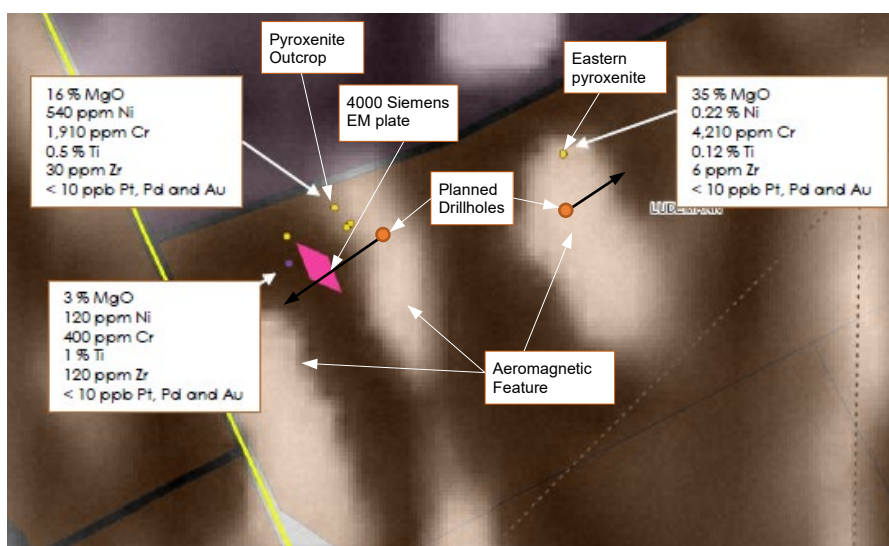 Pyroxenite
Outcrop
Eastern
pyroxenite
16 % MgO
540 ppm Ni
1,910 ppm Cr
0.5 % Ti
30 ppm Zr
< 10 ppb Pt, Pd and Au
4000 Siemens
EM plate
35 % MgO
0.22 % Ni
4,210 ppm Cr
0.12 % Ti
6 ppm Zr
< 10 ppb Pt, Pd and Au
Planned
Drillholes
3 % MgO
120 ppm Ni
400 ppm Cr
1 % Ti
120 ppm Zr
< 10 ppb Pt, Pd and Au
Aeromagnetic
Feature